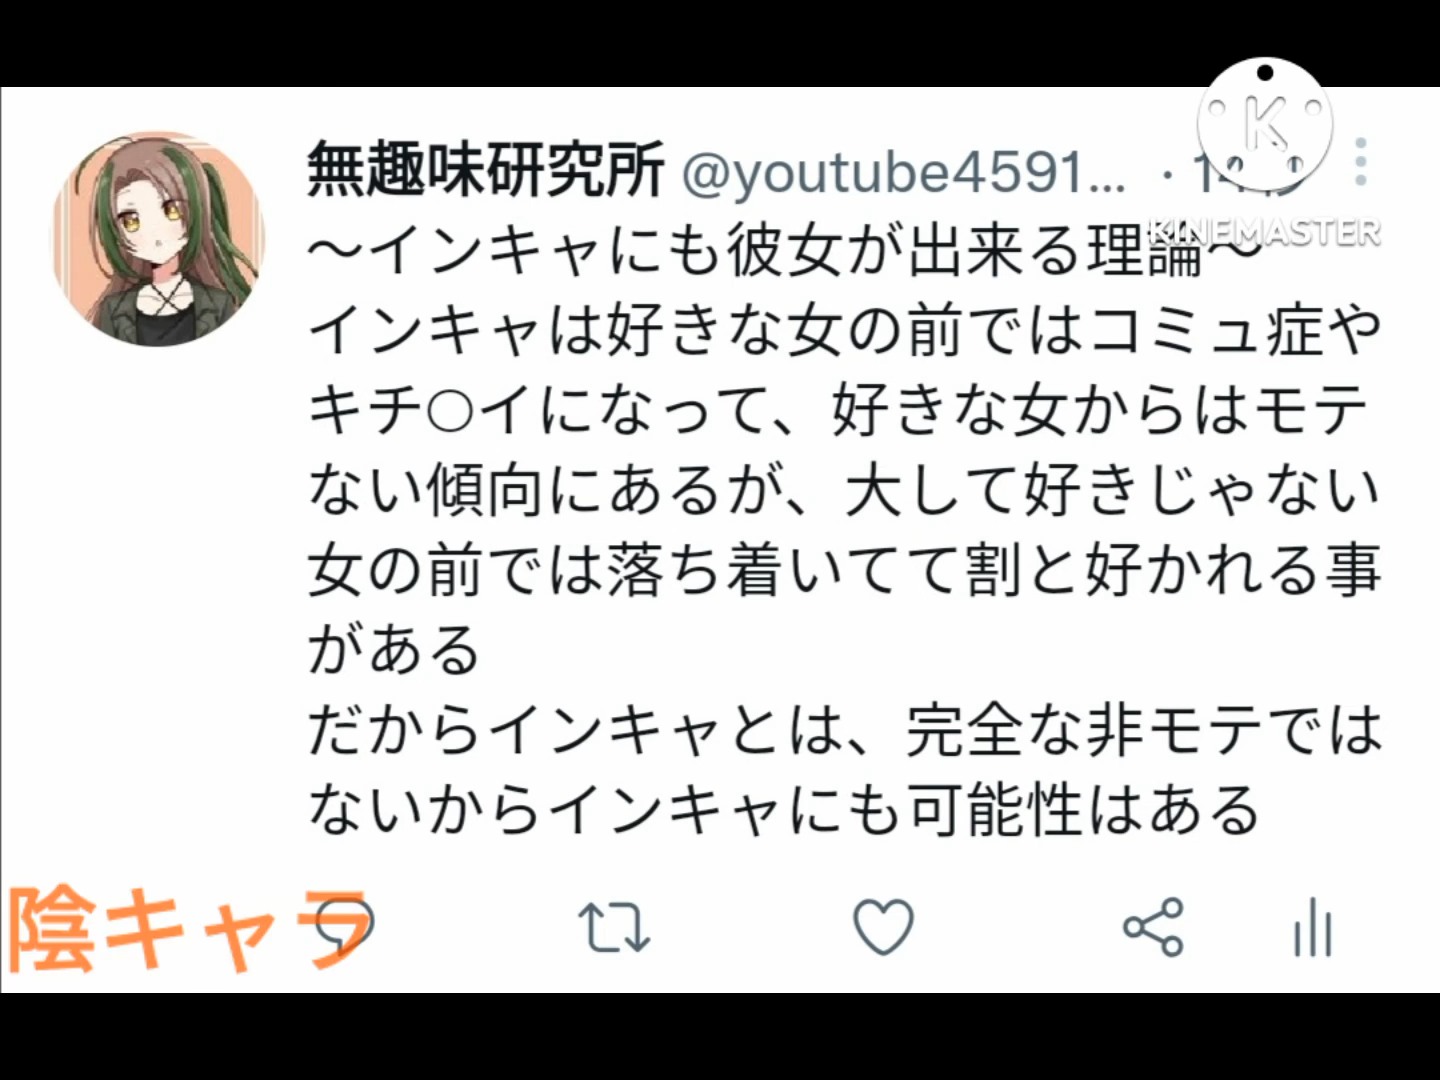 無趣味研究所 @youtube4591... ·
KINEMASTER
～インキャにも彼女が出来る理論～
インキャは好きな女の前ではコミュ症や
キチ○イになって、好きな女からはモテ
ない傾向にあるが、大して好きじゃない
女の前では落ち着いてて割と好かれる事
がある
だからインキャとは、完全な非モテでは
ないからインキャにも可能性はある
陰キャラ